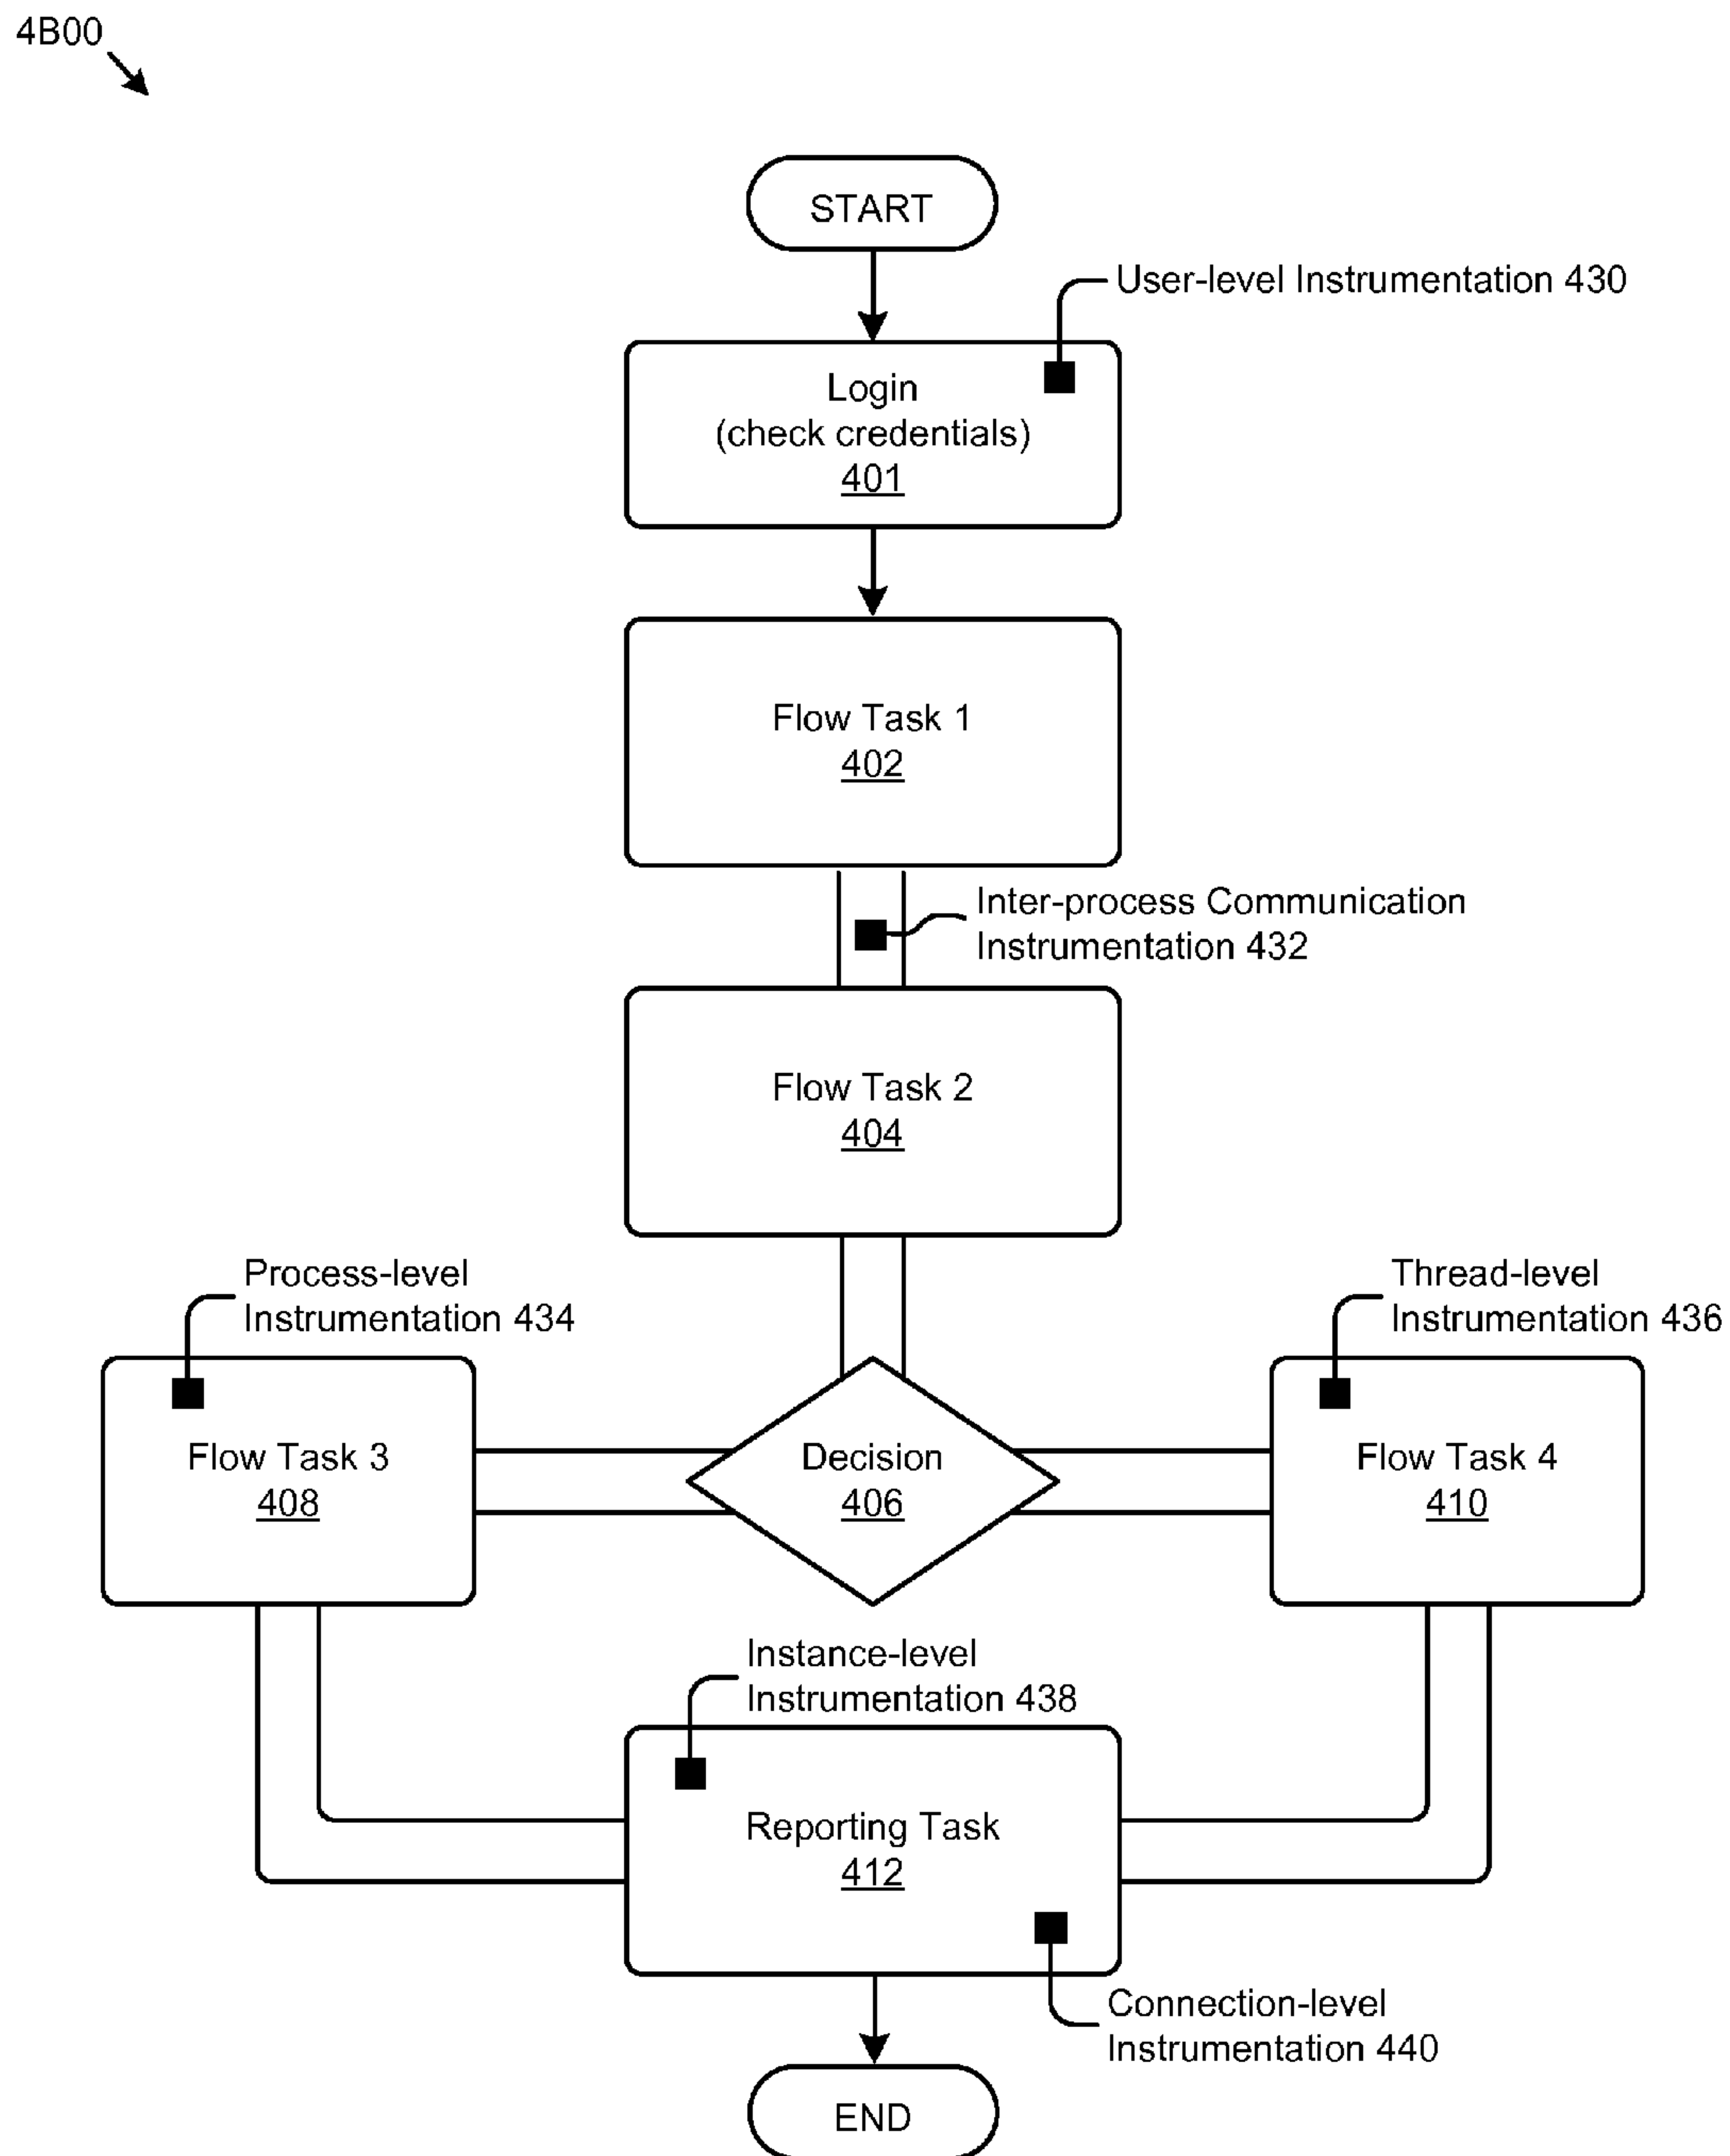 4B00
START
User-level Instrumentation 430
Login
(check credentials)
401
Flow Task 1
402
Inter-process Communication
Instrumentation 432
Flow Task 2
404
Process-level
Instrumentation 434
Thread-level
Instrumentation 436
Flow Task 3
408
Decision
406
Flow Task 4
410
Instance-level
Instrumentation 438
Reporting Task
412
Connection-level
Instrumentation 440
END